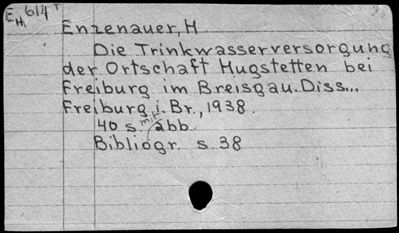 E 614 T
H
Enzenauer, H
Die Trinkwasserversorgung
der Ortschaft Hugstetten bei
Freiburg im Breisgau. Diss...
Freiburg i. Br., 1938.
40 s. mit abb.
Bibliogr. s. 38